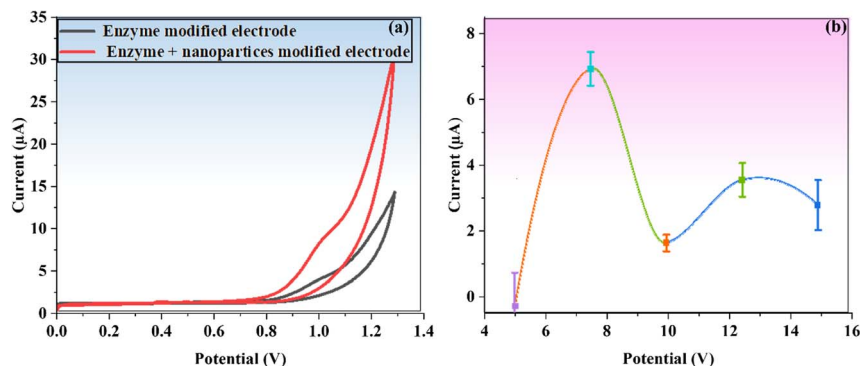 (a)
Enzyme modified electrode
Enzyme + nanopartices modified electrode
Current (µA)
35
30
25
20
15
10
5
0
0.0 0.2 0.4 0.6 0.8 1.0 1.2 1.4
Potential (V)
(b)
Current (µA)
8
6
4
2
0
4 6 8 10 12 14 16
Potential (V)